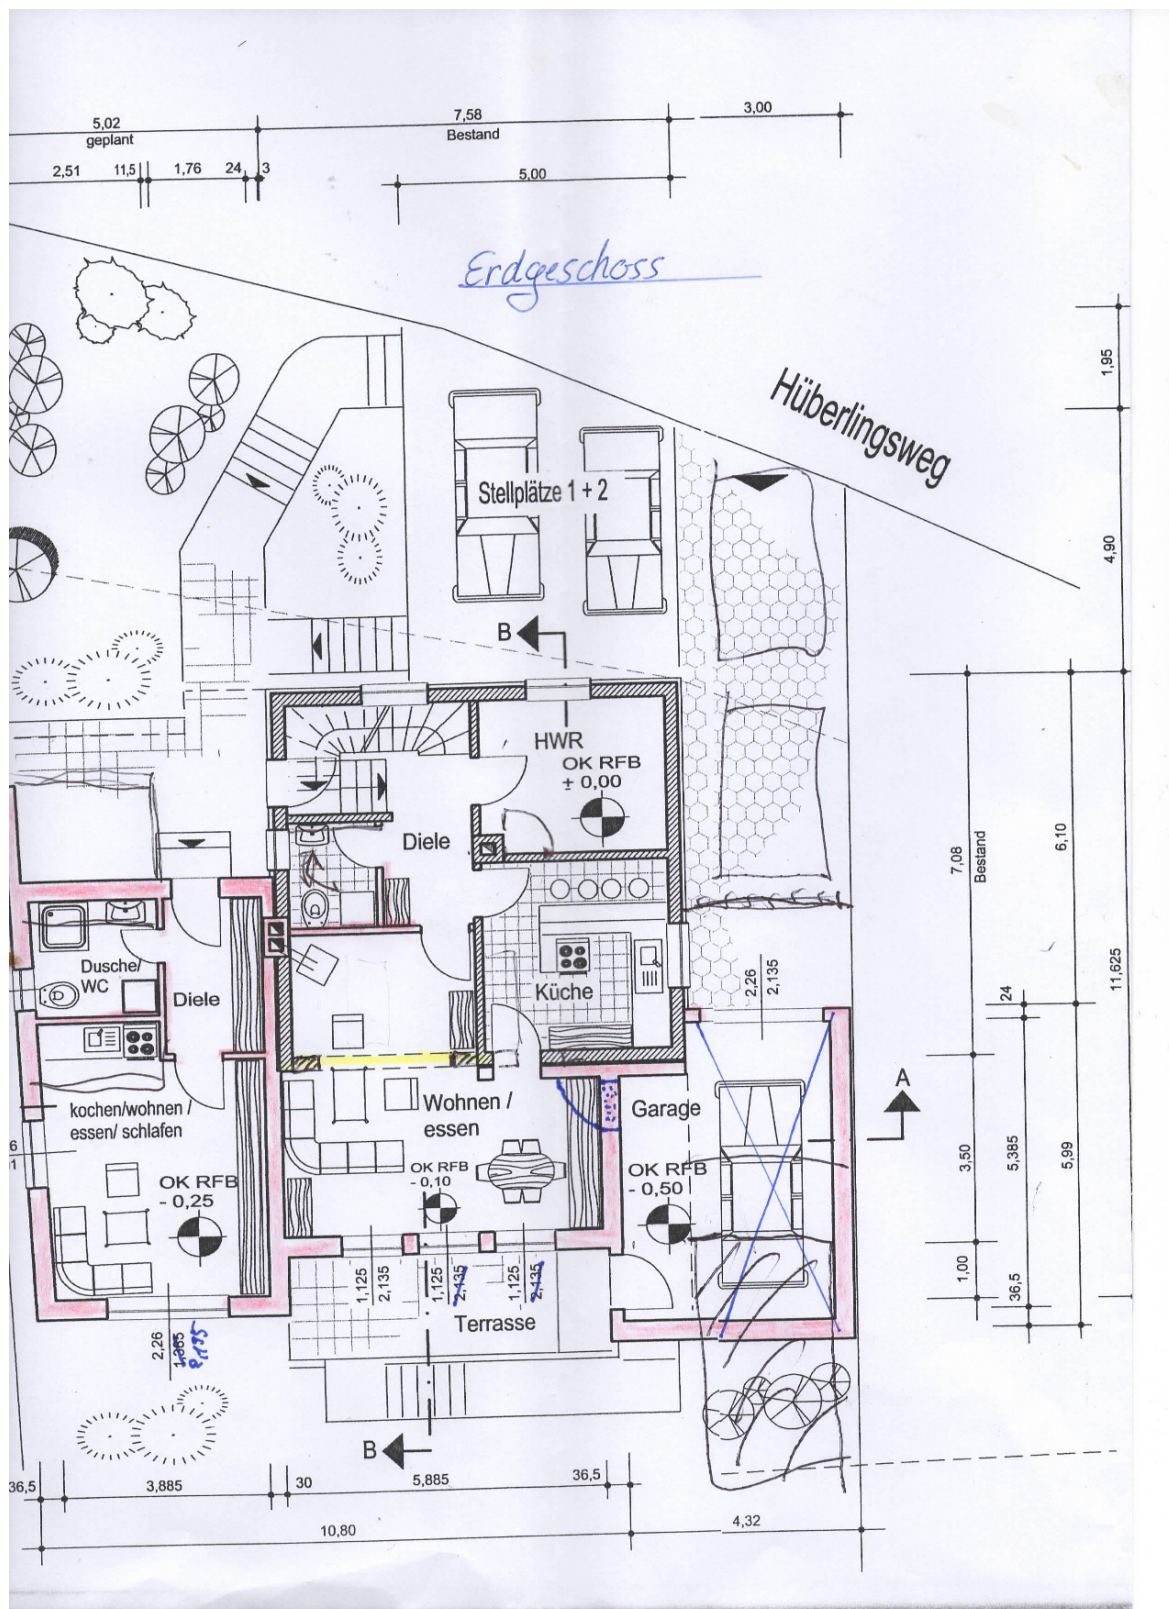 5,02
geplant
7,58
Bestand
3,00
2,51
11,5
1,76
24
3
5,00
Erdgeschoss
1,95
Hüberlingsweg
Stellplätze 1 + 2
4,90
B
HWR
OK RFB
± 0,00
Diele
7,08
Bestand
6,10
11,625
Dusche/
WC
Diele
Küche
2,26
2,135
24
kochen/wohnen /
essen/ schlafen
Wohnen /
essen
Garage
A
OK RFB
- 0,25
OK RFB
- 0,10
OK RFB
- 0,50
3,50
5,385
5,99
1,00
36,5
1,125
2,135
1,125
2,135
1,125
2,135
Terrasse
2,26
2,135
B
36,5
3,885
30
5,885
36,5
10,80
4,32